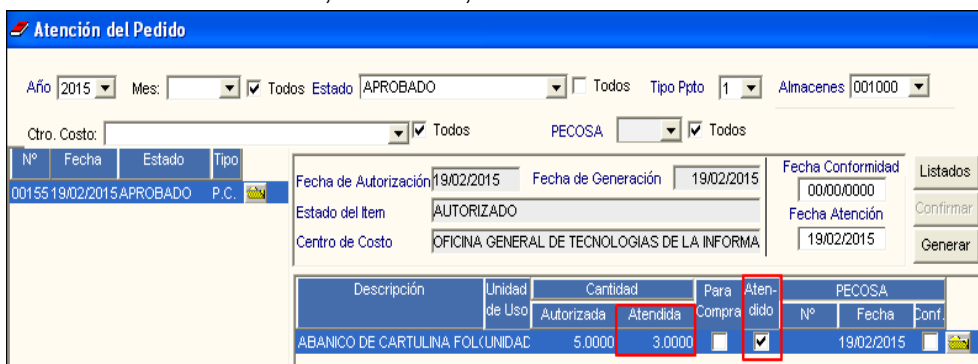 Atención del Pedido
Año 2015 Mes: Todos Estado APROBADO Todos Tipo Ppto 1 Almacenes 001000
Ctro. Costo: Todos PECOSA Todos
Nº Fecha Estado Tipo
00155 19/02/2015 APROBADO P.C.
Fecha de Autorización 19/02/2015 Fecha de Generación 19/02/2015
Estado del Item AUTORIZADO
Centro de Costo OFICINA GENERAL DE TECNOLOGIAS DE LA INFORMA
Fecha Conformidad
00/00/0000
Fecha Atención
19/02/2015
Listados
Confirmar
Generar
Descripción Unidad de Uso Cantidad Para Compra Aten-dido PECOSA
Autorizada Atendida Nº Fecha Conf.
ABANICO DE CARTULINA FOL( UNIDAD 5.0000 3.0000 19/02/2015